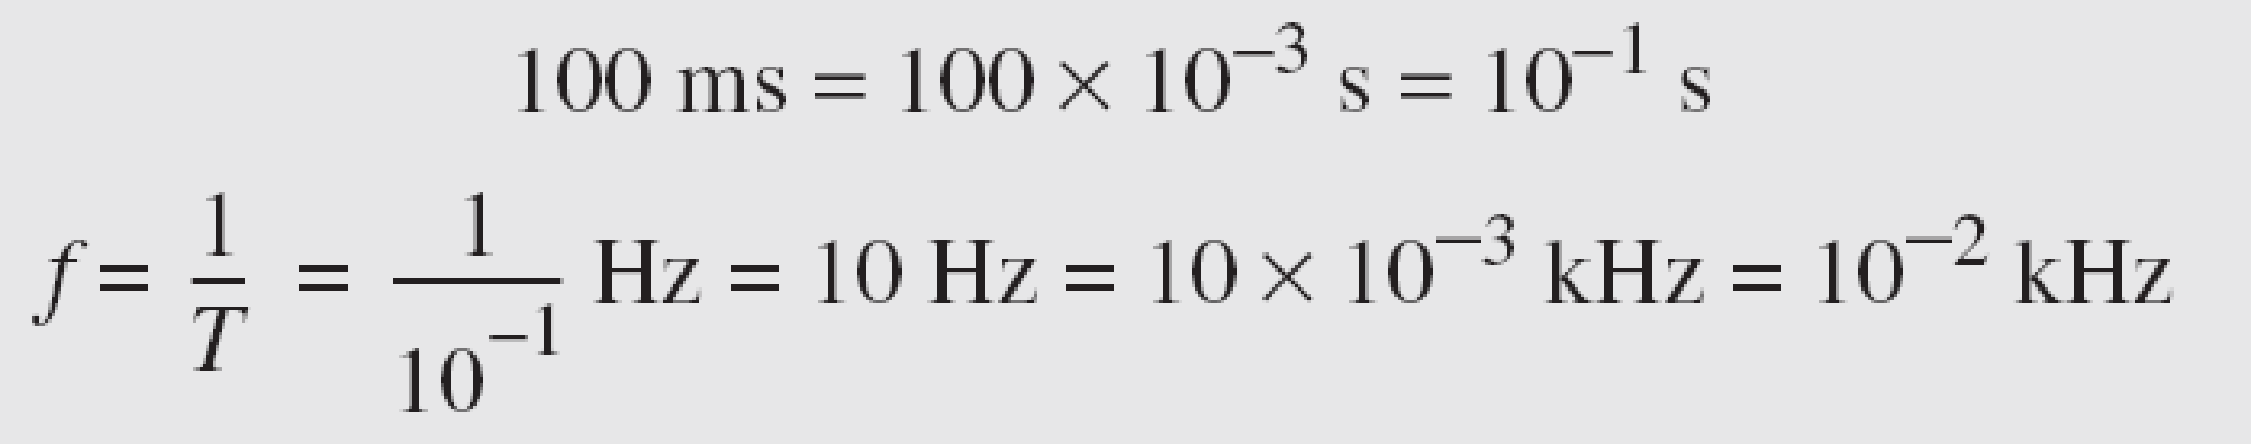 100 ms = 100 × 10⁻³ s = 10⁻¹ s
f = 1/T = 1/10⁻¹ Hz = 10 Hz = 10 × 10⁻³ kHz = 10⁻² kHz